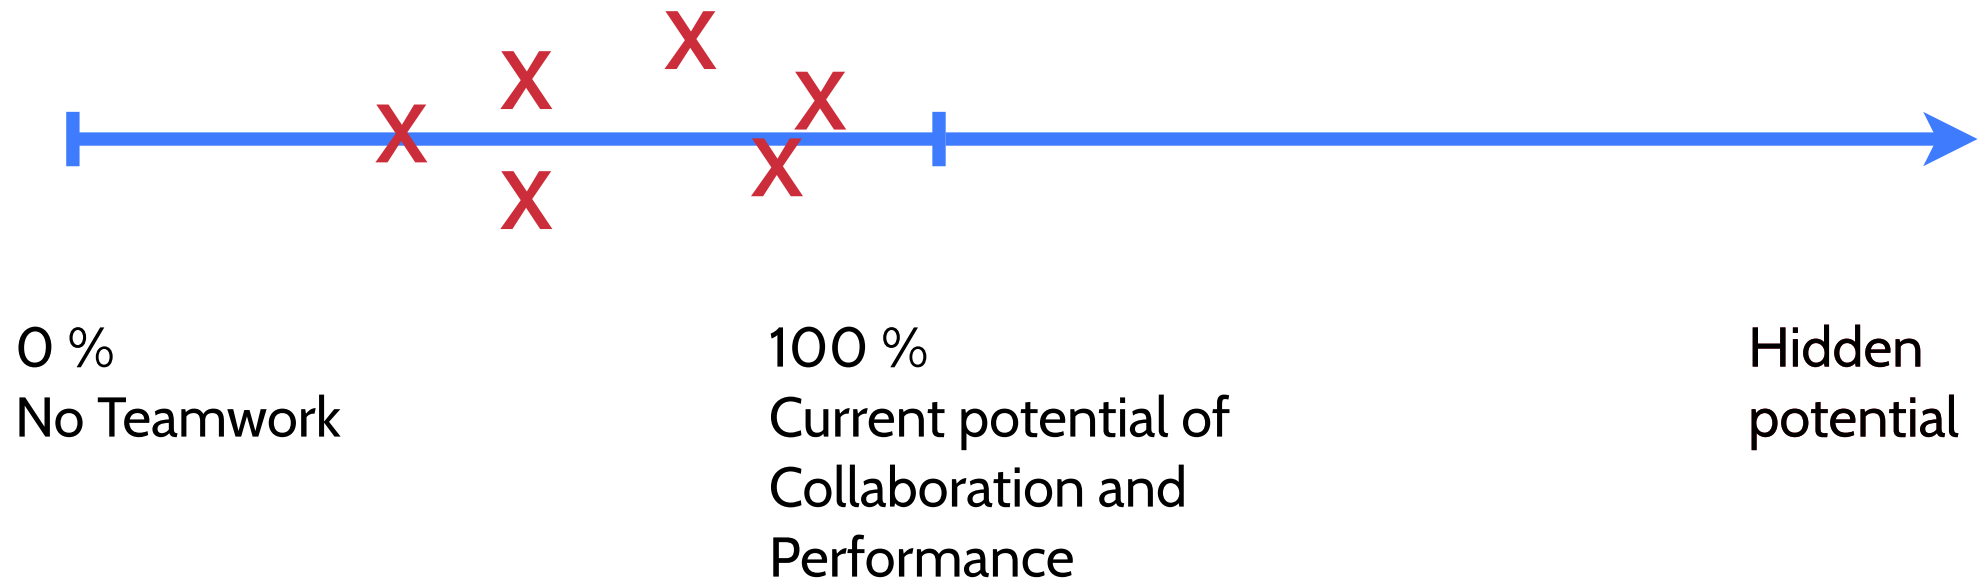 X
X
X
X
X
X
0 %
No Teamwork
100 %
Current potential of
Collaboration and
Performance
Hidden
potential